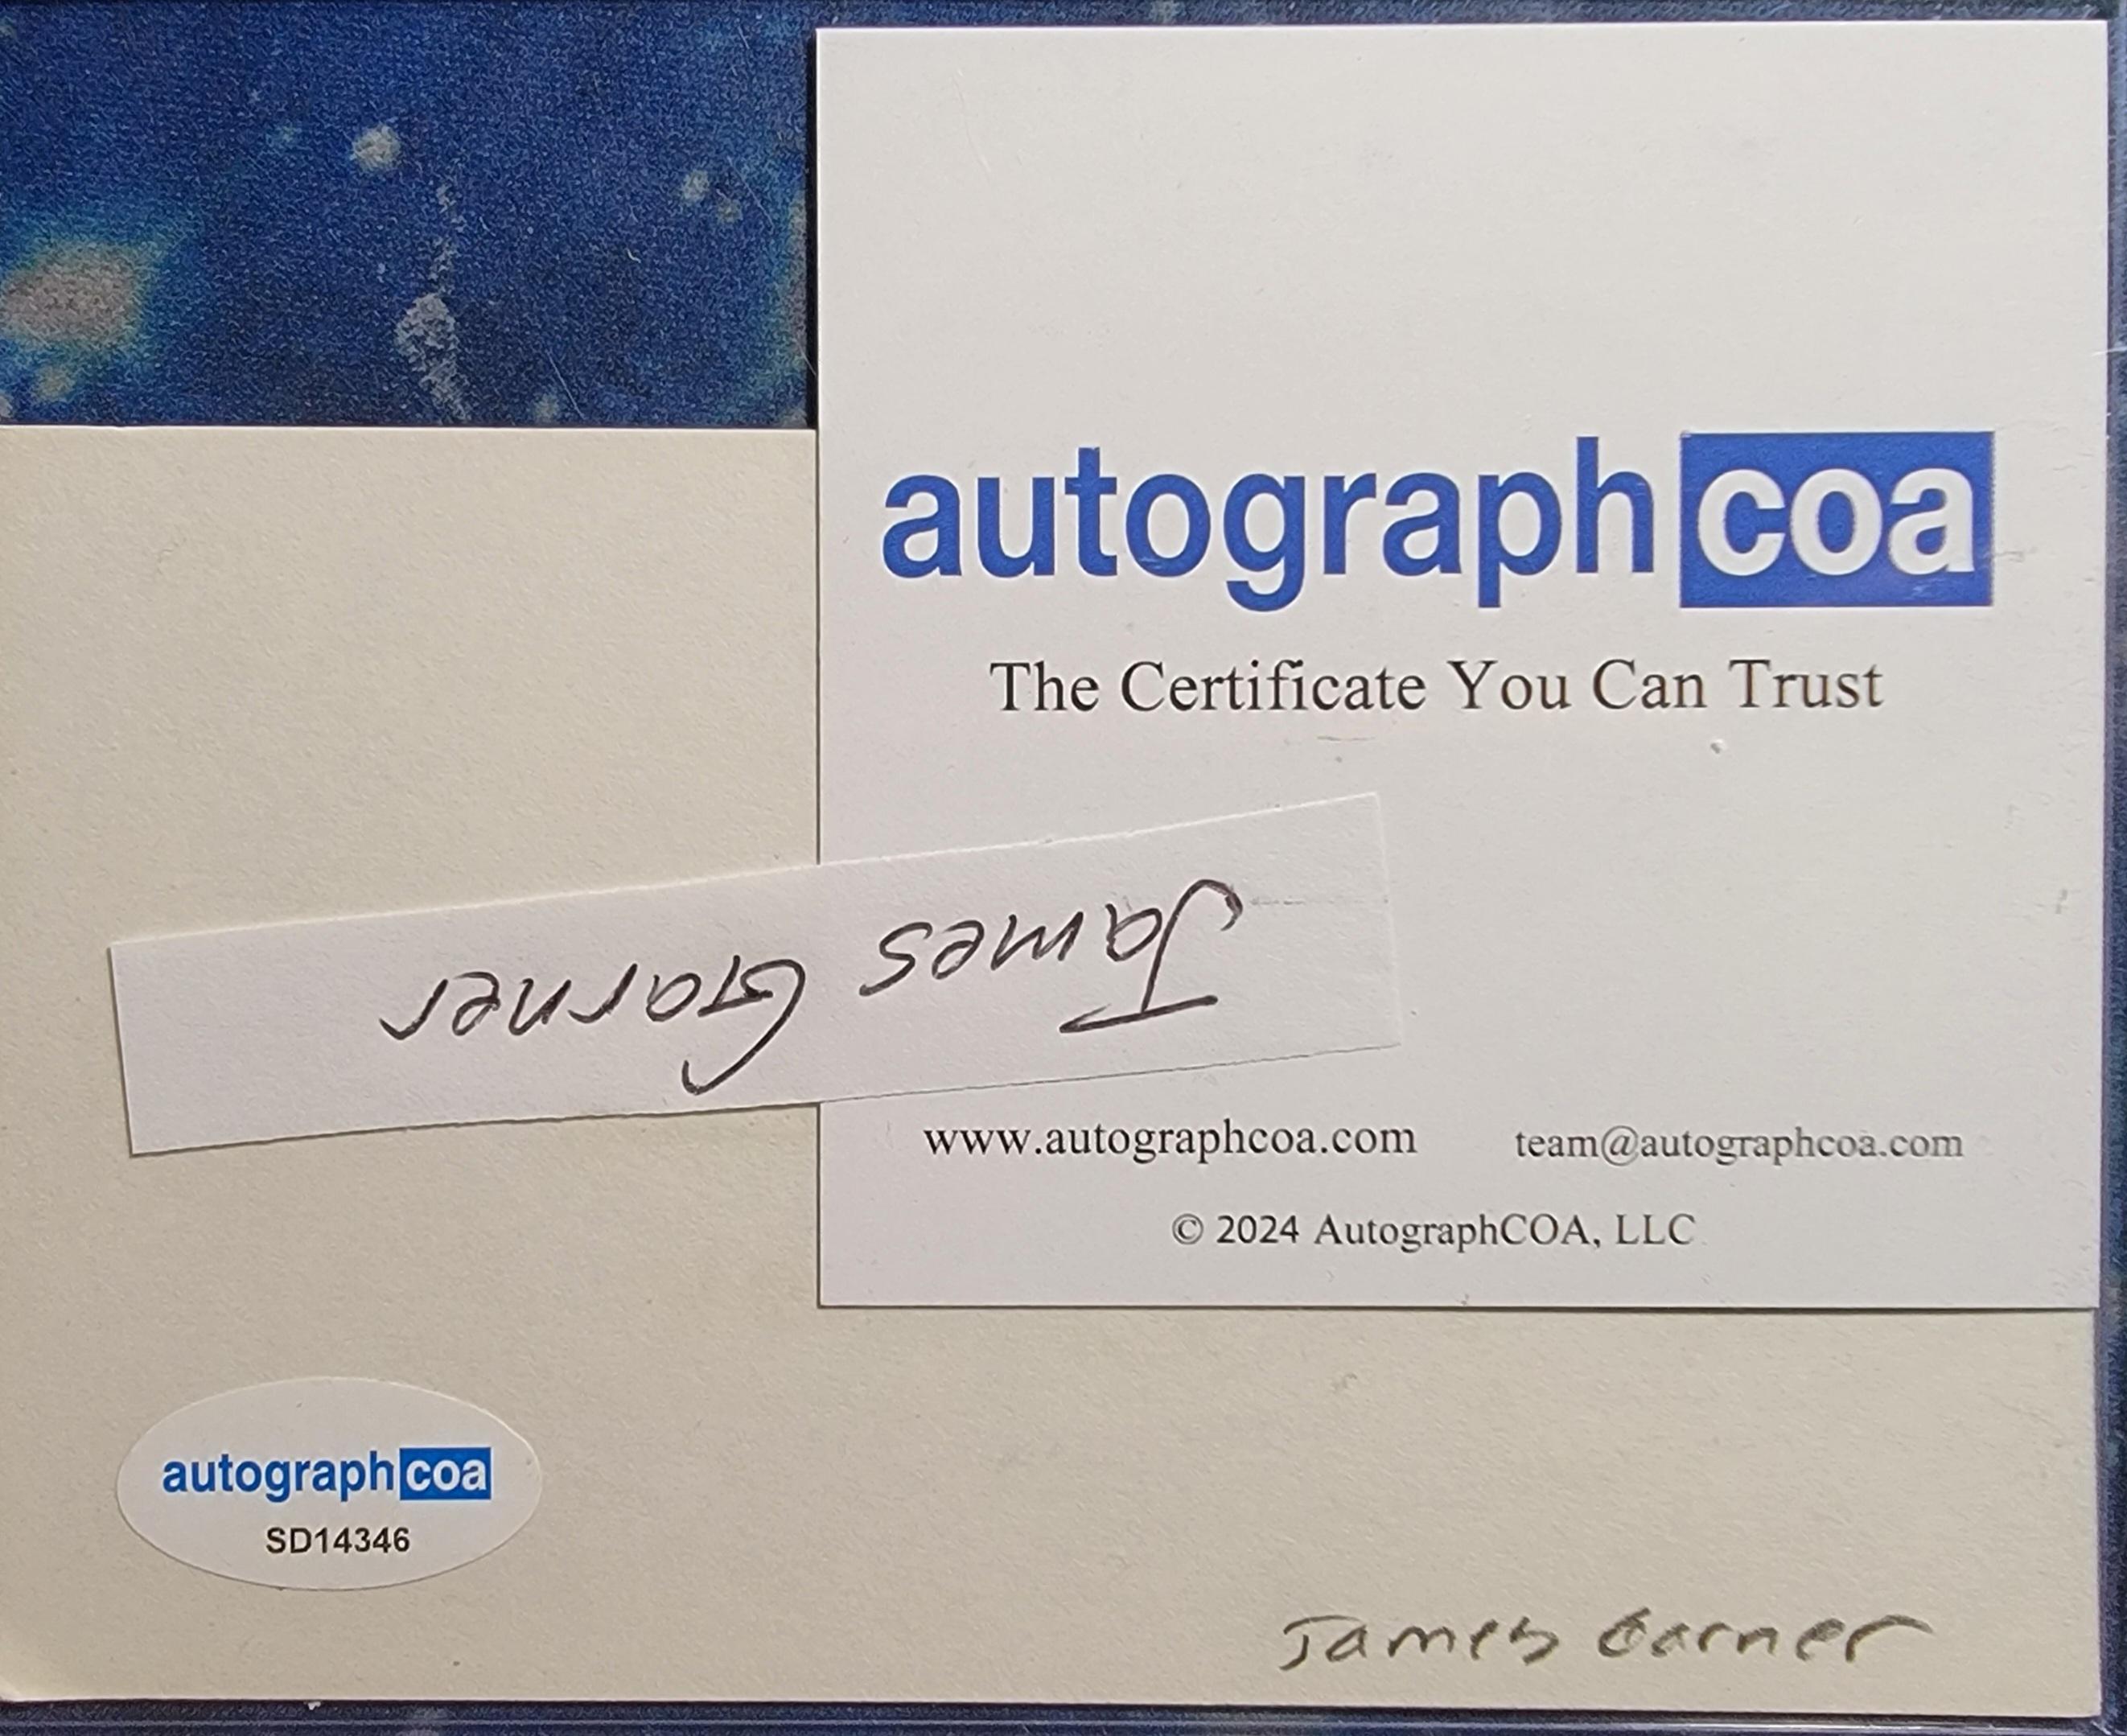 autographcoa
The Certificate You Can Trust
James Garner
www.autographcoa.com team@autographcoa.com
© 2024 AutographCOA, LLC
autographcoa
SD14346
James Garner